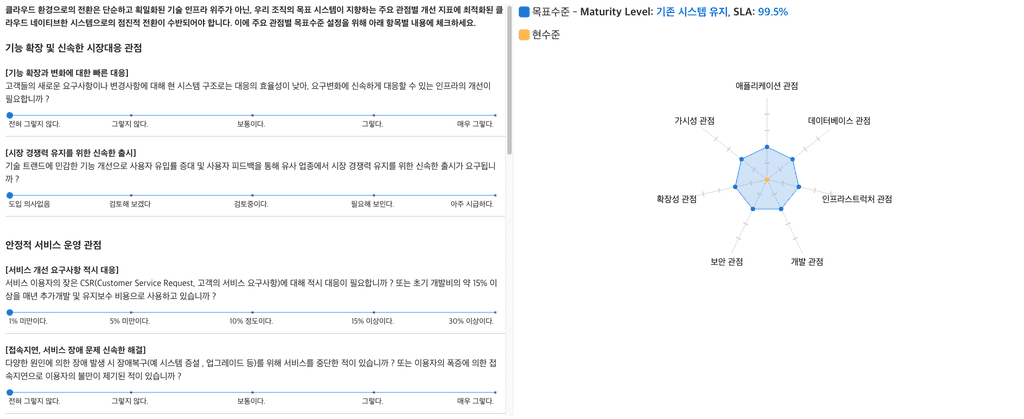 클라우드 환경으로의 전환은 단순하고 획일화된 기술 인프라 위주가 아닌, 우리 조직의 목표 시스템이 지향하는 주요 관점별 개선 지표에 최적화된 클
라우드 네이티브한 시스템으로의 점진적 전환이 수반되어야 합니다. 이에 주요 관점별 목표수준 설정을 위해 아래 항목별 내용에 체크하세요.
기능 확장 및 신속한 시장대응 관점
[기능 확장과 변화에 대한 빠른 대응]
고객들의 새로운 요구사항이나 변경사항에 대해 현 시스템 구조로는 대응의 효율성이 낮아, 요구변화에 신속하게 대응할 수 있는 인프라의 개선이
필요합니까 ?
전혀 그렇지 않다. 그렇지 않다. 보통이다. 그렇다. 매우 그렇다.
[시장 경쟁력 유지를 위한 신속한 출시]
기술 트랜드에 민감한 기능 개선으로 사용자 유입률 증대 및 사용자 피드백을 통해 유사 업종에서 시장 경쟁력 유지를 위한 신속한 출시가 요구됩니
까 ?
도입 의사없음 검토해 보겠다 검토중이다. 필요해 보인다. 아주 시급하다.
안정적 서비스 운영 관점
[서비스 개선 요구사항 적시 대응]
서비스 이용자의 잦은 CSR(Customer Service Request, 고객의 서비스 요구사항)에 대해 적시 대응이 필요합니까 ? 또는 초기 개발비의 약 15% 이
상을 매년 추가개발 및 유지보수 비용으로 사용하고 있습니까 ?
1% 미만이다. 5% 미만이다. 10% 정도이다. 15% 이상이다. 30% 이상이다.
[접속지연, 서비스 장애 문제 신속한 해결]
다양한 원인에 의한 장애 발생 시 장애복구(예 시스템 증설 , 업그레이드 등)를 위해 서비스를 중단한 적이 있습니까 ? 또는 이용자의 폭증에 의한 접
속지연으로 이용자의 불만이 제기된 적이 있습니까 ?
전혀 그렇지 않다. 그렇지 않다. 보통이다. 그렇다. 매우 그렇다.
목표수준 - Maturity Level: 기존 시스템 유지, SLA: 99.5%
현수준
애플리케이션 관점
가시성 관점 데이터베이스 관점
확장성 관점 인프라스트럭처 관점
보안 관점 개발 관점